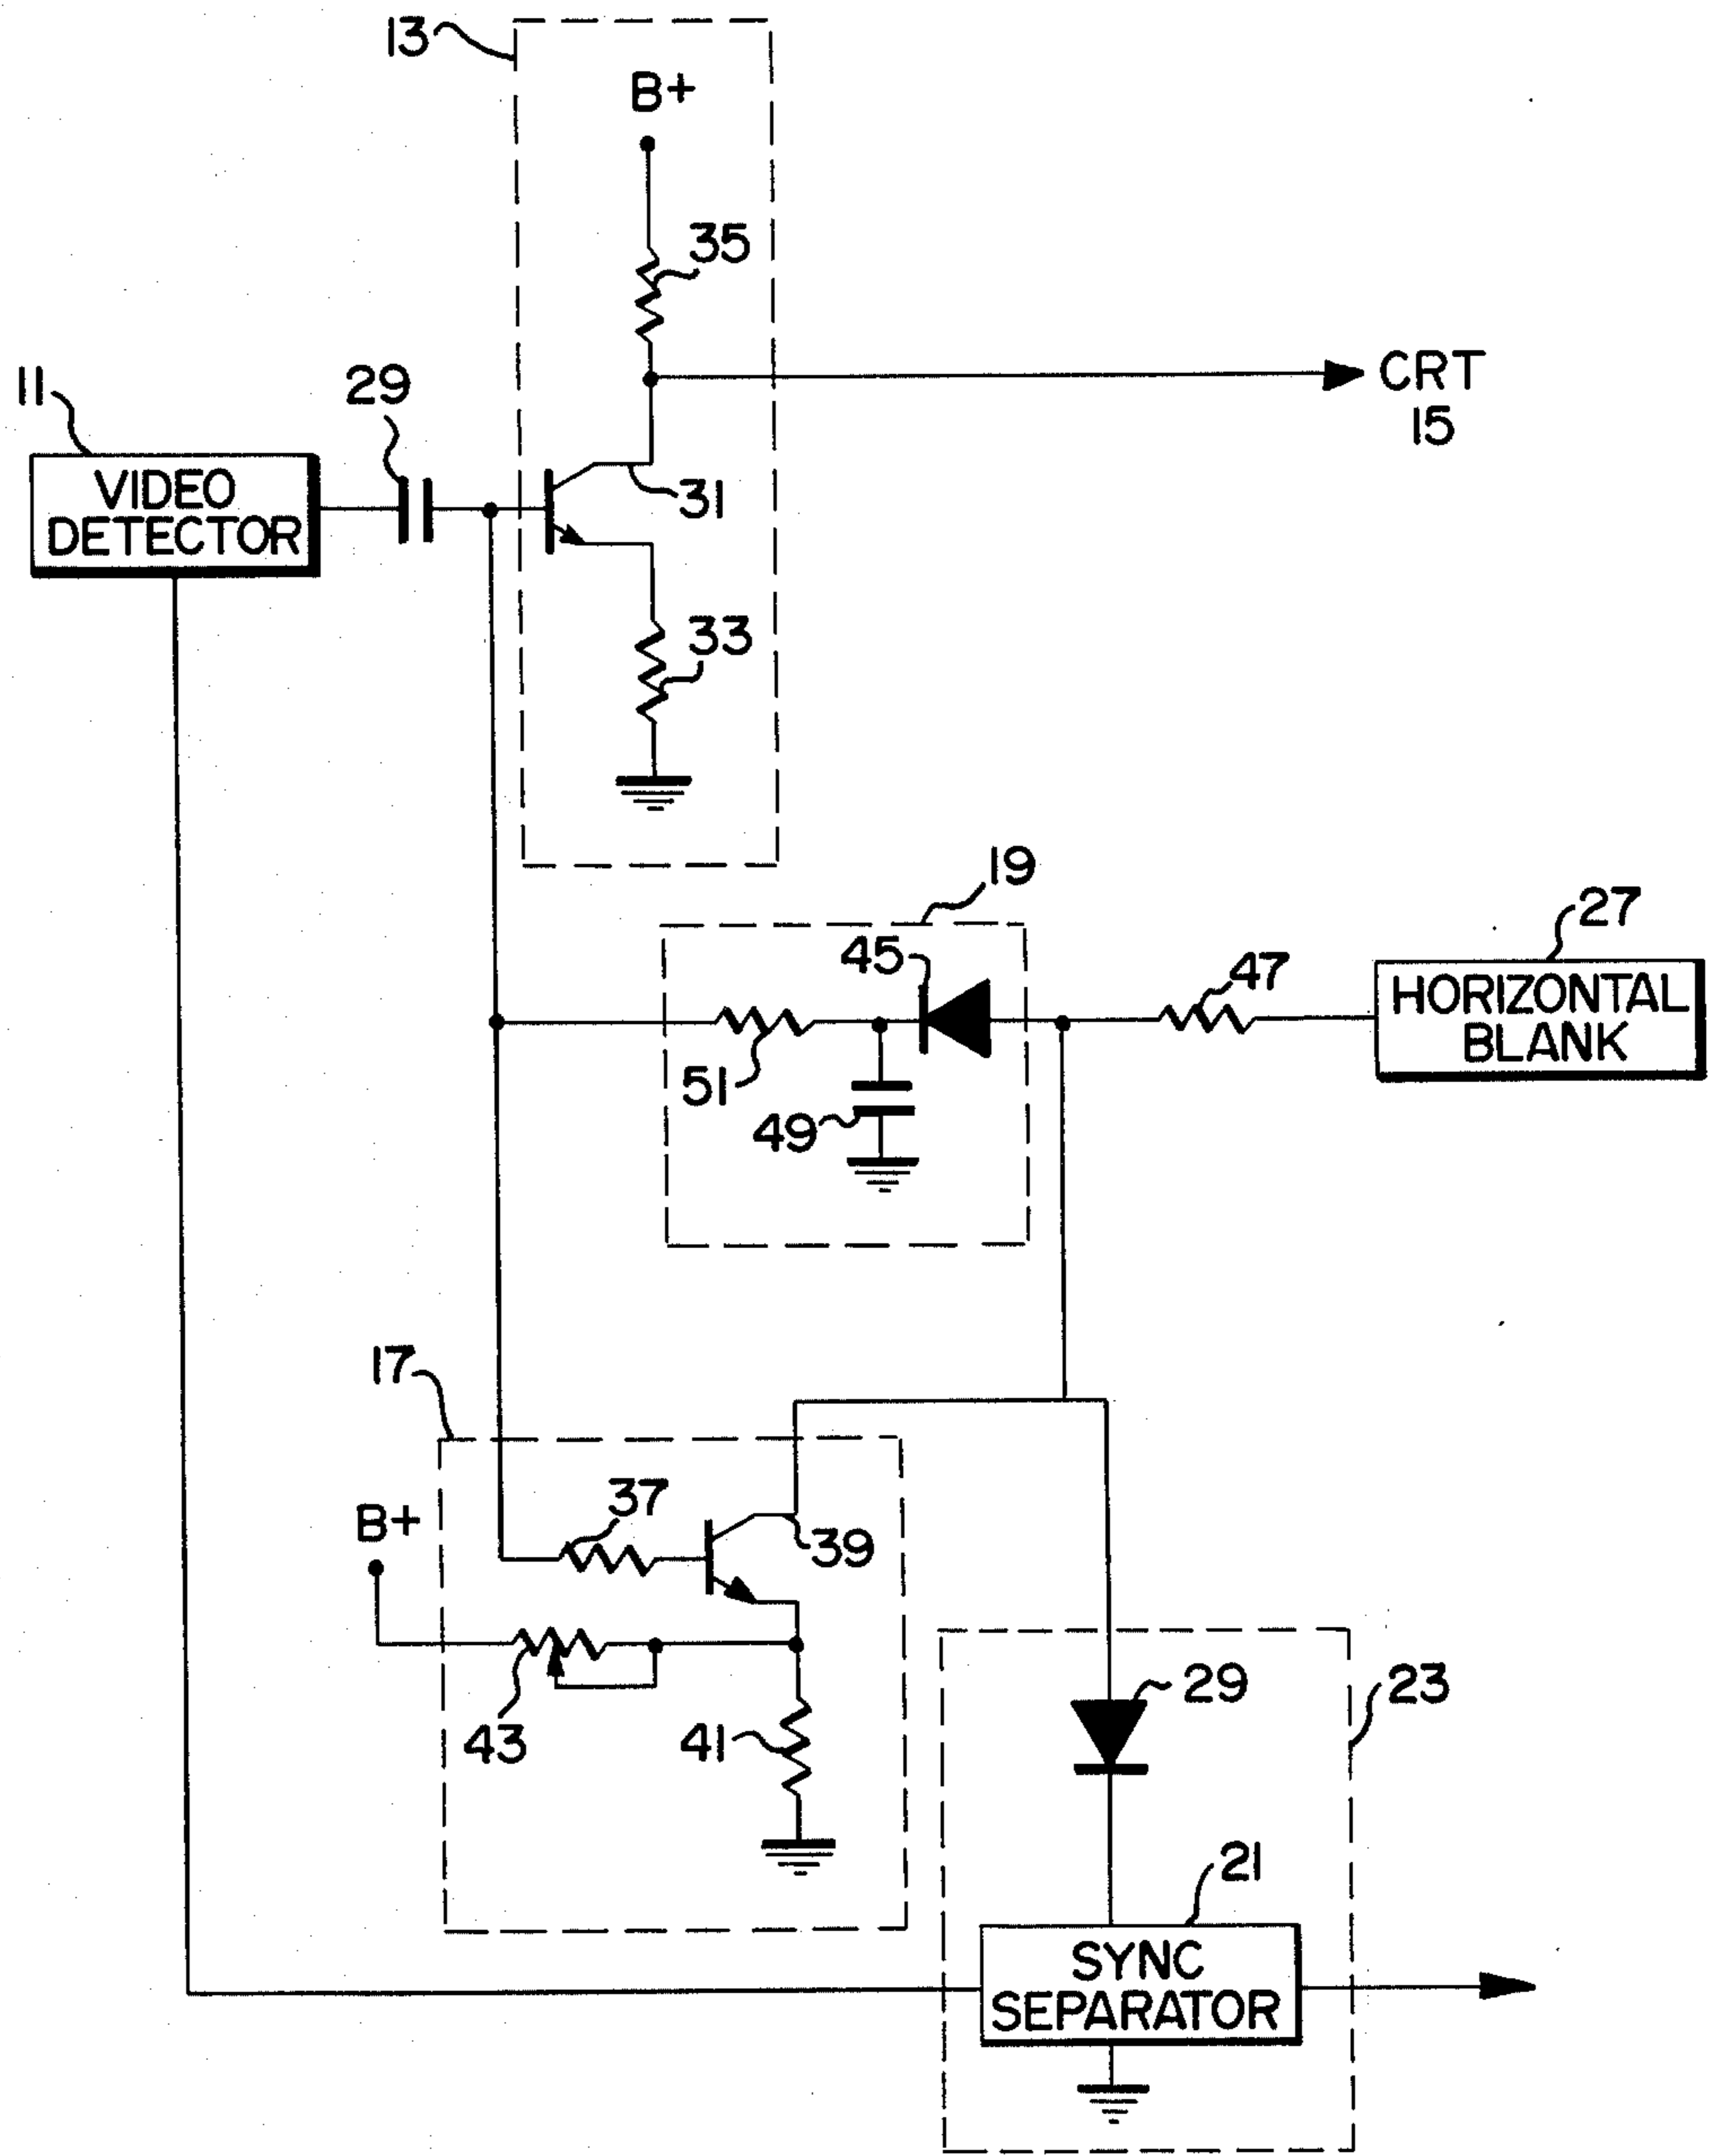 13
B+
35
CRT
15
11
29
VIDEO
DETECTOR
31
33
19
27
45
47
HORIZONTAL
BLANK
51
49
17
37
B+
39
43
41
29
23
21
SYNC
SEPARATOR